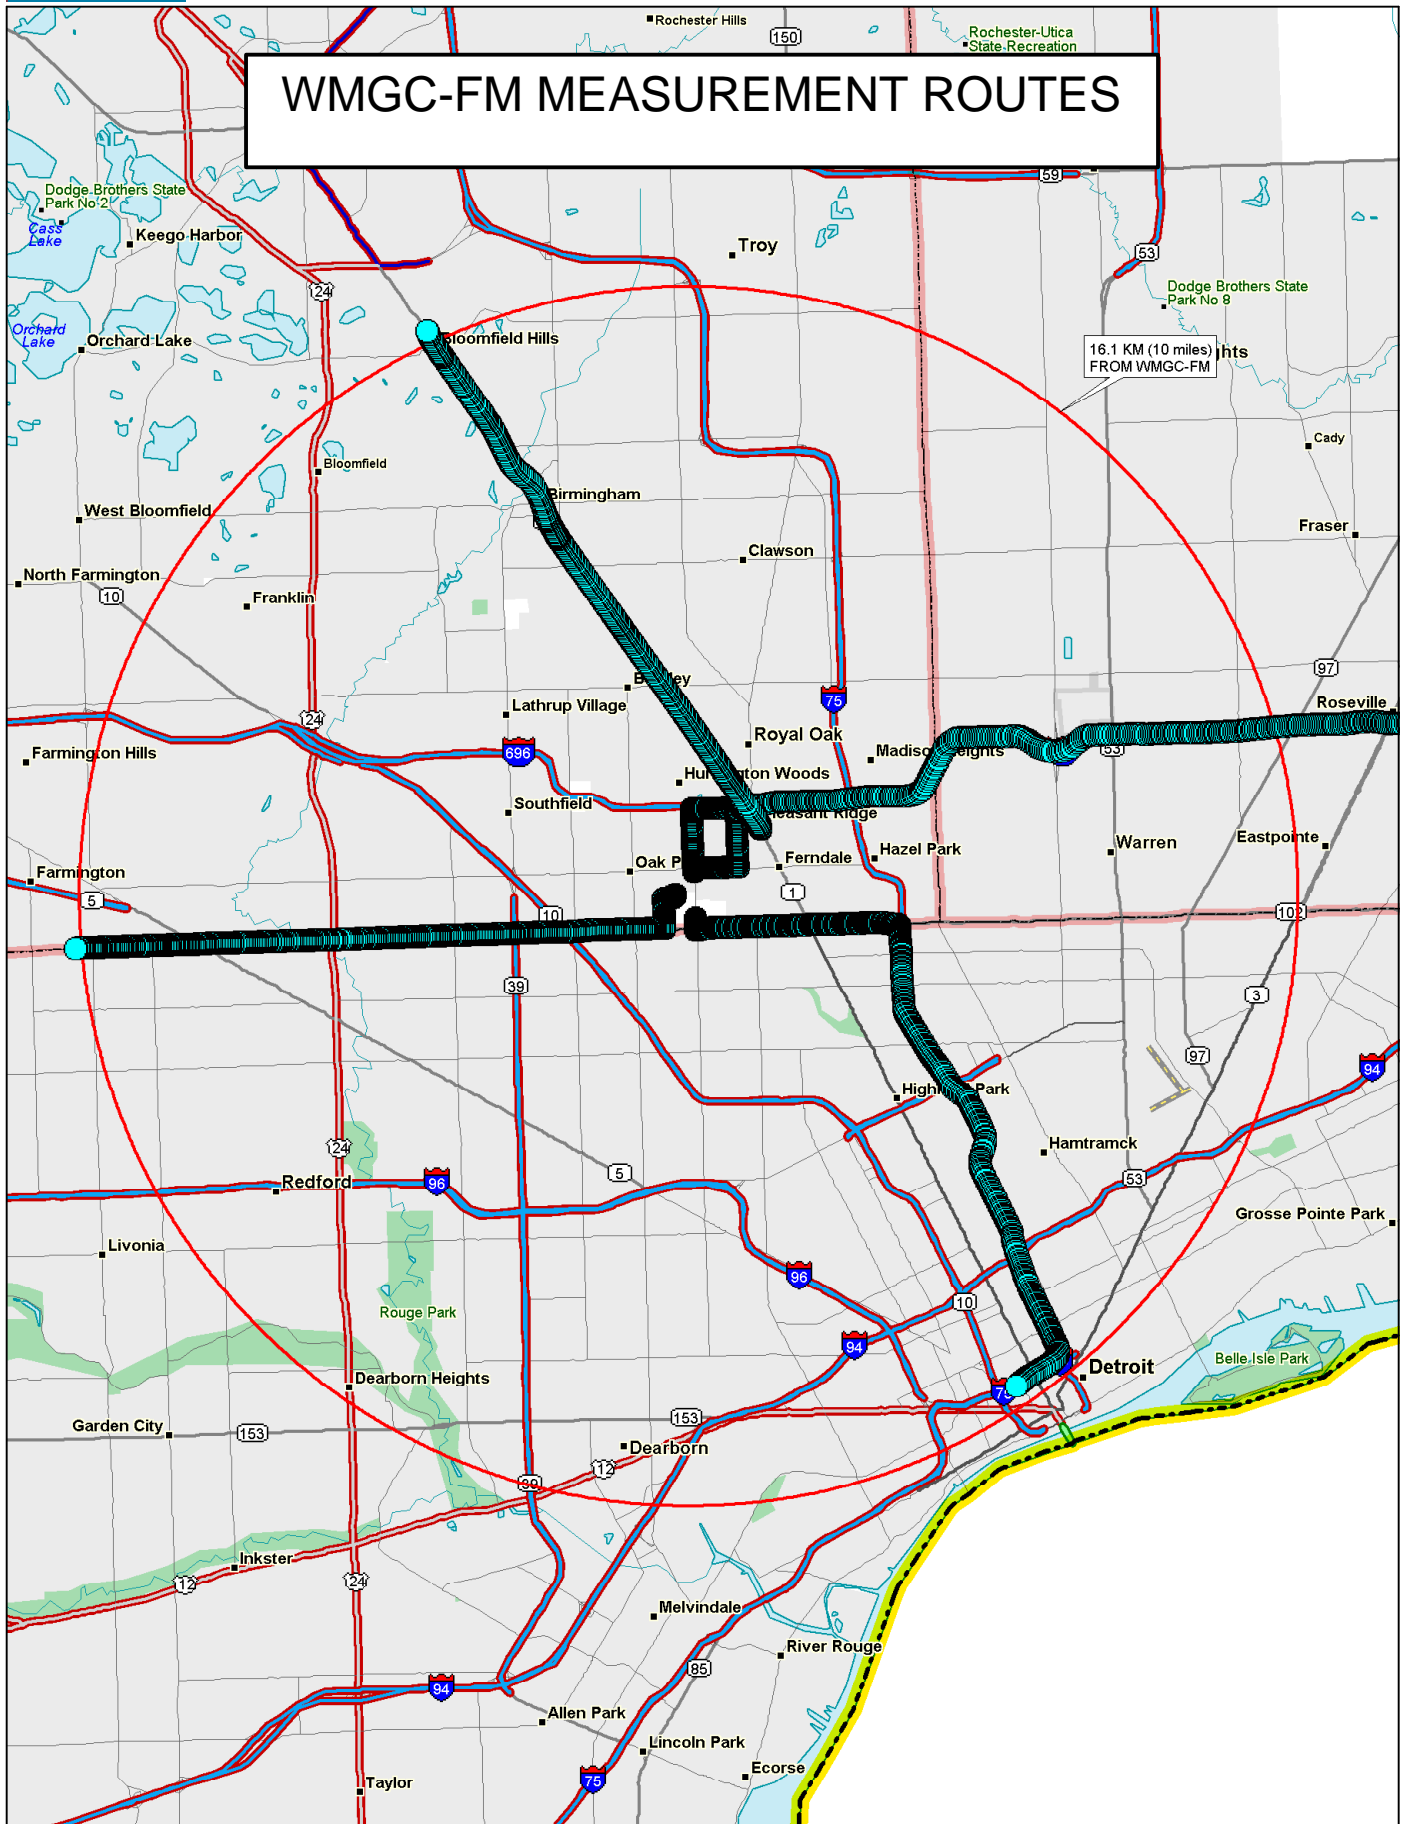 Rochester Hills
150
Rochester-Utica
State Recreation
WMGC-FM MEASUREMENT ROUTES
59
Dodge Brothers State
Park No 2
Cass
Lake
Keego Harbor
Troy
53
24
Dodge Brothers State
Park No 8
Orchard
Lake
Orchard Lake
Bloomfield Hills
16.1 KM (10 miles)
FROM WMGC-FM
Cady
Bloomfield
Birmingham
West Bloomfield
Fraser
Clawson
North Farmington
10
Franklin
97
75
Roseville
Lathrup Village
24
Royal Oak
696
Farmington Hills
53
Huntington Woods
Southfield
Pleasant Ridge
Warren
Eastpointe
Hazel Park
Ferndale
Oak P
Farmington
1
5
10
102
39
3
97
94
Hamtramck
24
5
53
Redford
96
Grosse Pointe Park
Livonia
96
10
Rouge Park
94
Belle Isle Park
Detroit
Dearborn Heights
75
153
Garden City
153
Dearborn
12
39
Inkster
24
12
Melvindale
River Rouge
85
94
Allen Park
Lincoln Park
Ecorse
75
Taylor